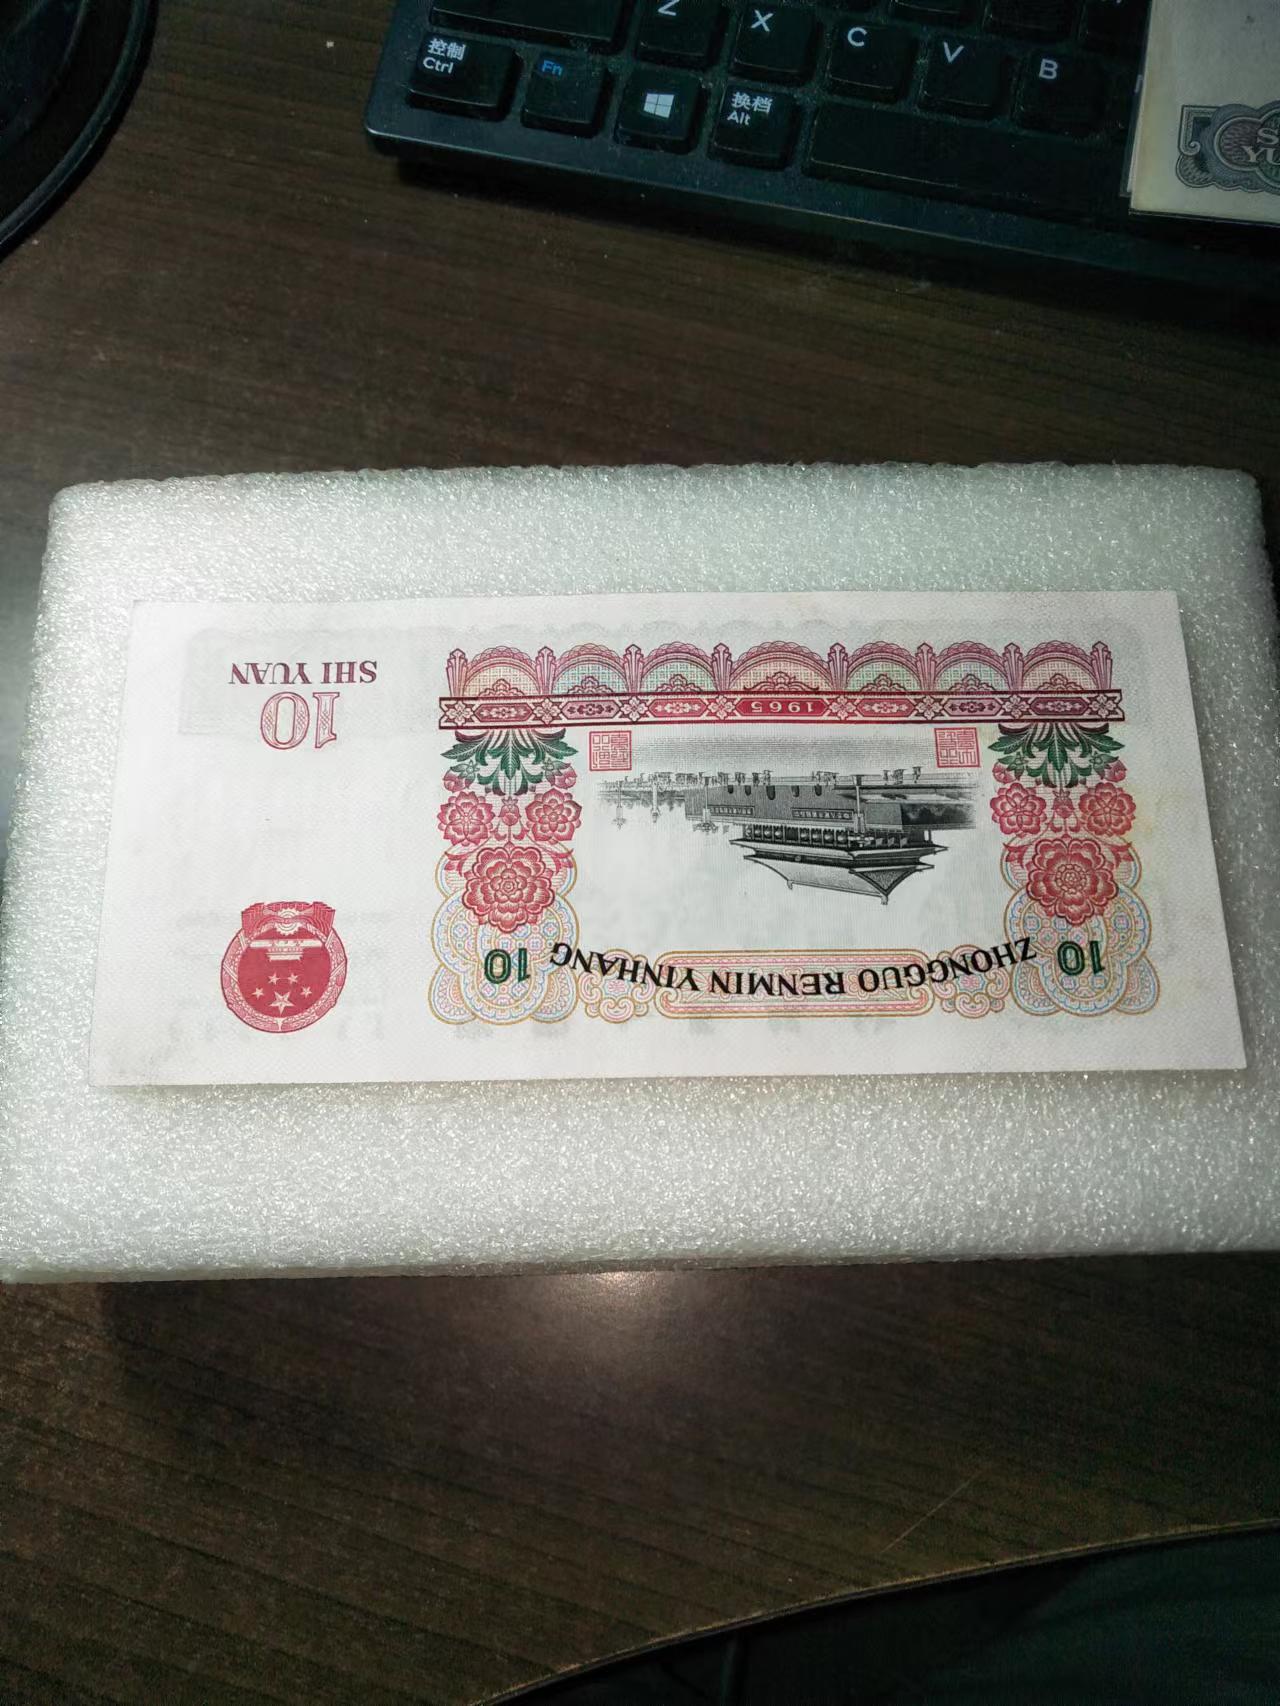 Z
X
C
V
B
控制
Ctrl
Fn
换档
Alt
ZHONGGUO RENMIN YINHANG
10
10
1965
10
SHI YUAN